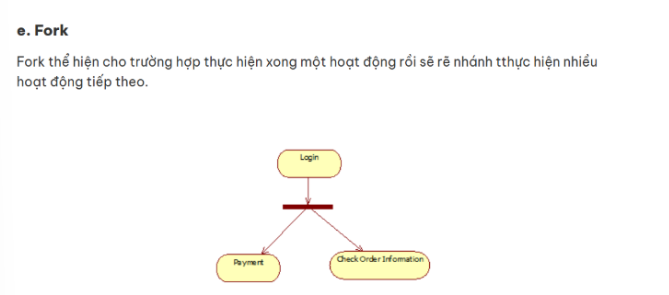 e. Fork
Fork thể hiện cho trường hợp thực hiện xong một hoạt động rồi sẽ rẽ nhánh tthực hiện nhiều
hoạt động tiếp theo.
Login
Payment
Check Order Information